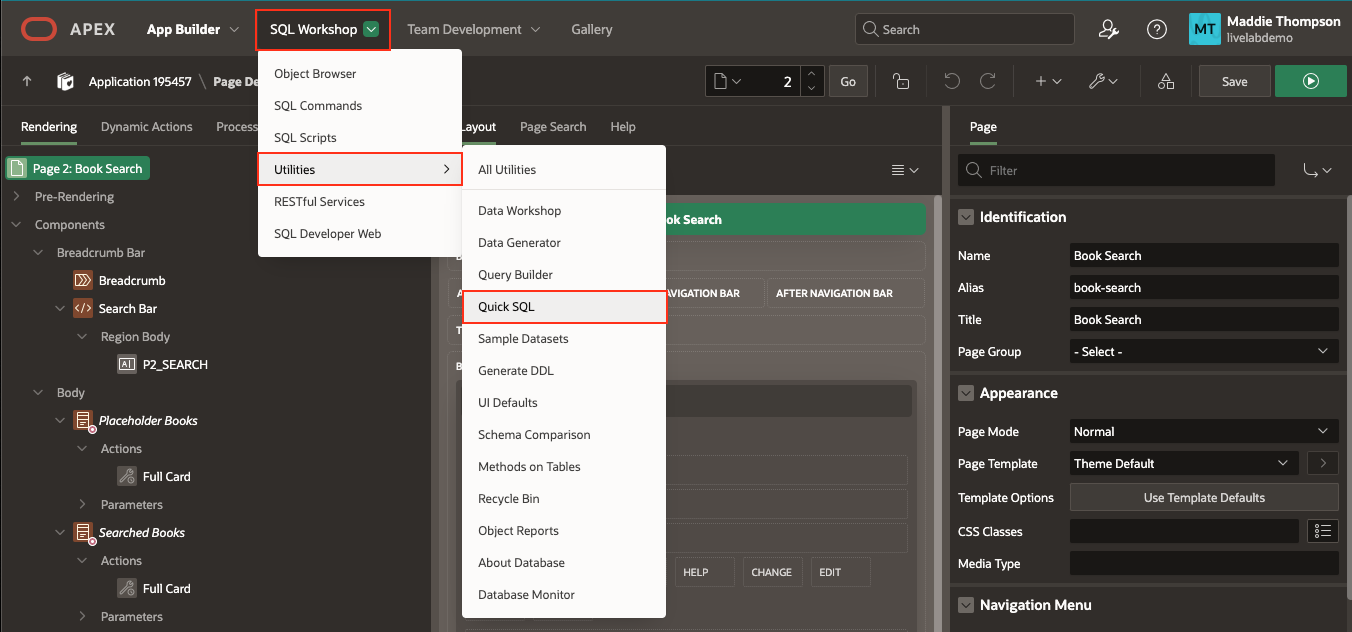 APEX App Builder SQL Workshop Team Development Gallery Search MT Maddie Thompson
livelabdemo
Application 195457 \ Page De 2 Go Save
Rendering Dynamic Actions Process Layout Page Search Help Page
Object Browser
SQL Commands
SQL Scripts
Utilities
RESTful Services
SQL Developer Web
All Utilities
Data Workshop
Data Generator
Query Builder
Quick SQL
Sample Datasets
Generate DDL
UI Defaults
Schema Comparison
Methods on Tables
Recycle Bin
Object Reports
About Database
Database Monitor
Page 2: Book Search
Pre-Rendering
Components
Breadcrumb Bar
Breadcrumb
Search Bar
Region Body
P2_SEARCH
Body
Placeholder Books
Actions
Full Card
Parameters
Searched Books
Actions
Full Card
Parameters
ok Search
AVIGATION BAR AFTER NAVIGATION BAR
HELP CHANGE EDIT
Filter
Identification
Name Book Search
Alias book-search
Title Book Search
Page Group - Select -
Appearance
Page Mode Normal
Page Template Theme Default
Template Options Use Template Defaults
CSS Classes
Media Type
Navigation Menu